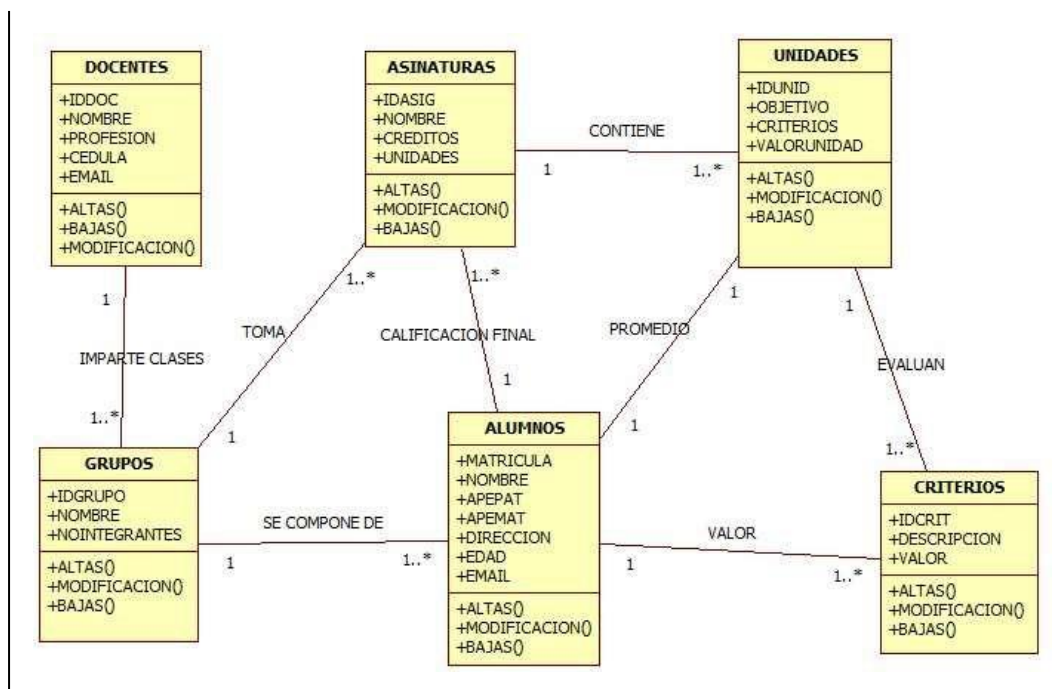 DOCENTES
+IDDOC
+NOMBRE
+PROFESION
+CEDULA
+EMAIL
+ALTAS()
+BAJAS()
+MODIFICACION()
ASINATURAS
+IDASIG
+NOMBRE
+CREDITOS
+UNIDADES
+ALTAS()
+MODIFICACION()
+BAJAS()
UNIDADES
+IDUNID
+OBJETIVO
+CRITERIOS
+VALORUNIDAD
+ALTAS()
+MODIFICACION()
+BAJAS()
CONTIENE
1
1..*
1
IMPARTE CLASES
1..*
1..*
TOMA
1
1..*
CALIFICACION FINAL
1
1
PROMEDIO
1
1
EVALUAN
1..*
GRUPOS
+IDGRUPO
+NOMBRE
+NOINTEGRANTES
+ALTAS()
+MODIFICACION()
+BAJAS()
SE COMPONE DE
1
1..*
ALUMNOS
+MATRICULA
+NOMBRE
+APEPAT
+APEMAT
+DIRECCION
+EDAD
+EMAIL
+ALTAS()
+MODIFICACION()
+BAJAS()
VALOR
1
1..*
CRITERIOS
+IDCRIT
+DESCRIPCION
+VALOR
+ALTAS()
+MODIFICACION()
+BAJAS()